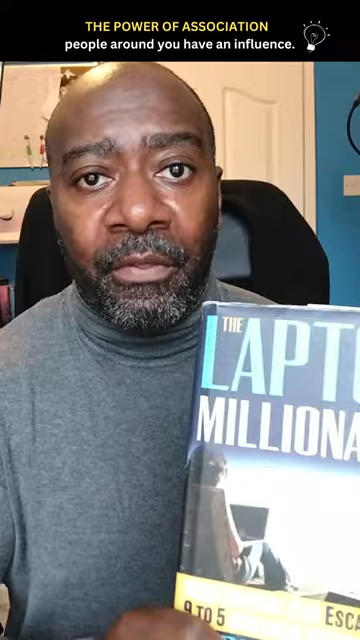 THE POWER OF ASSOCIATION
people around you have an influence.
THE
LAPTO
MILLIONA
ESCA
9 TO 5